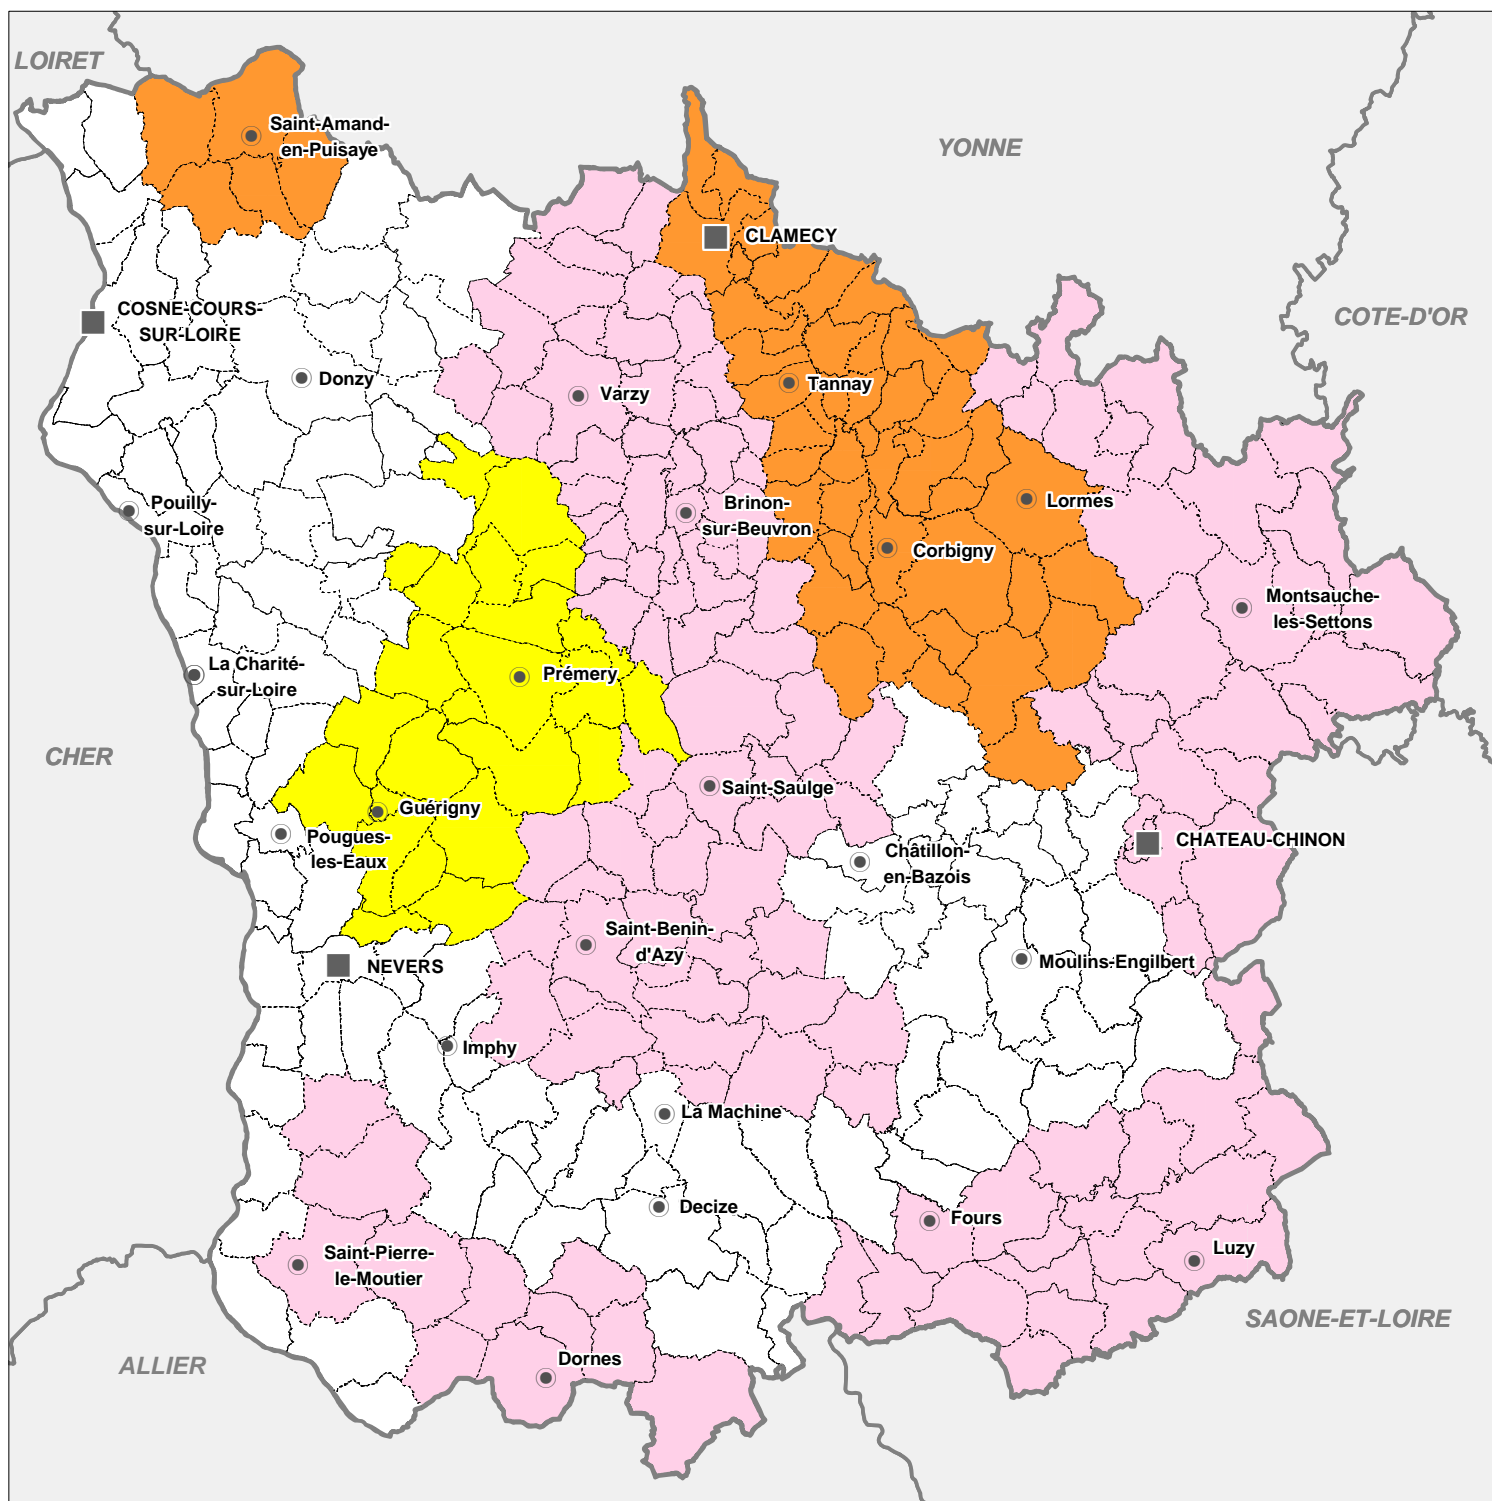 LOIRET
Saint-Amand-
en-Puisaye
YONNE
CLAMECY
COSNE-COURS-
SUR-LOIRE
COTE-D'OR
Donzy
Varzy
Tannay
Pouilly-
sur-Loire
Brinon-
sur-Beuvron
Lormes
Corbigny
Montsauche-
les-Settons
La Charité-
sur-Loire
Prémery
CHER
Guérigny
Saint-Saulge
Pougues-
les-Eaux
Châtillon-
en-Bazois
CHATEAU-CHINON
Saint-Benin-
d'Azy
NEVERS
Moulins-Engilbert
Imphy
La Machine
Decize
Fours
Saint-Pierre-
le-Moutier
Luzy
SAONE-ET-LOIRE
ALLIER
Dornes